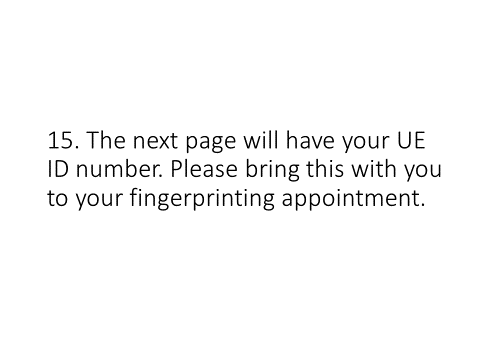 15. The next page will have your UE
ID number. Please bring this with you
to your fingerprinting appointment.